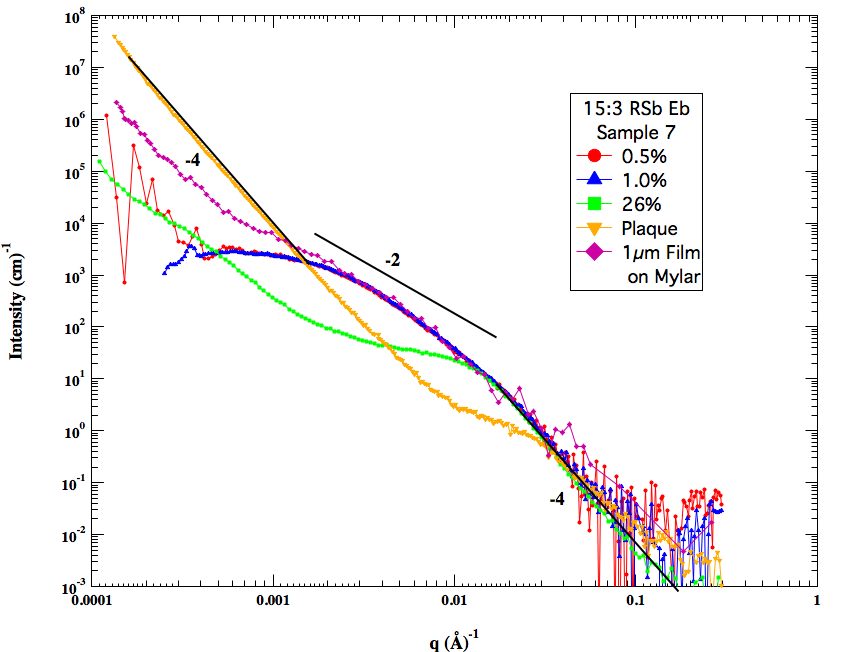 10^8
10^7
10^6
10^5
10^4
10^3
10^2
10^1
10^0
10^-1
10^-2
10^-3
Intensity (cm)^-1
-4
-2
-4
15:3 RSb Eb
Sample 7
0.5%
1.0%
26%
Plaque
1μm Film
on Mylar
0.0001 0.001 0.01 0.1 1
q (Å)^-1